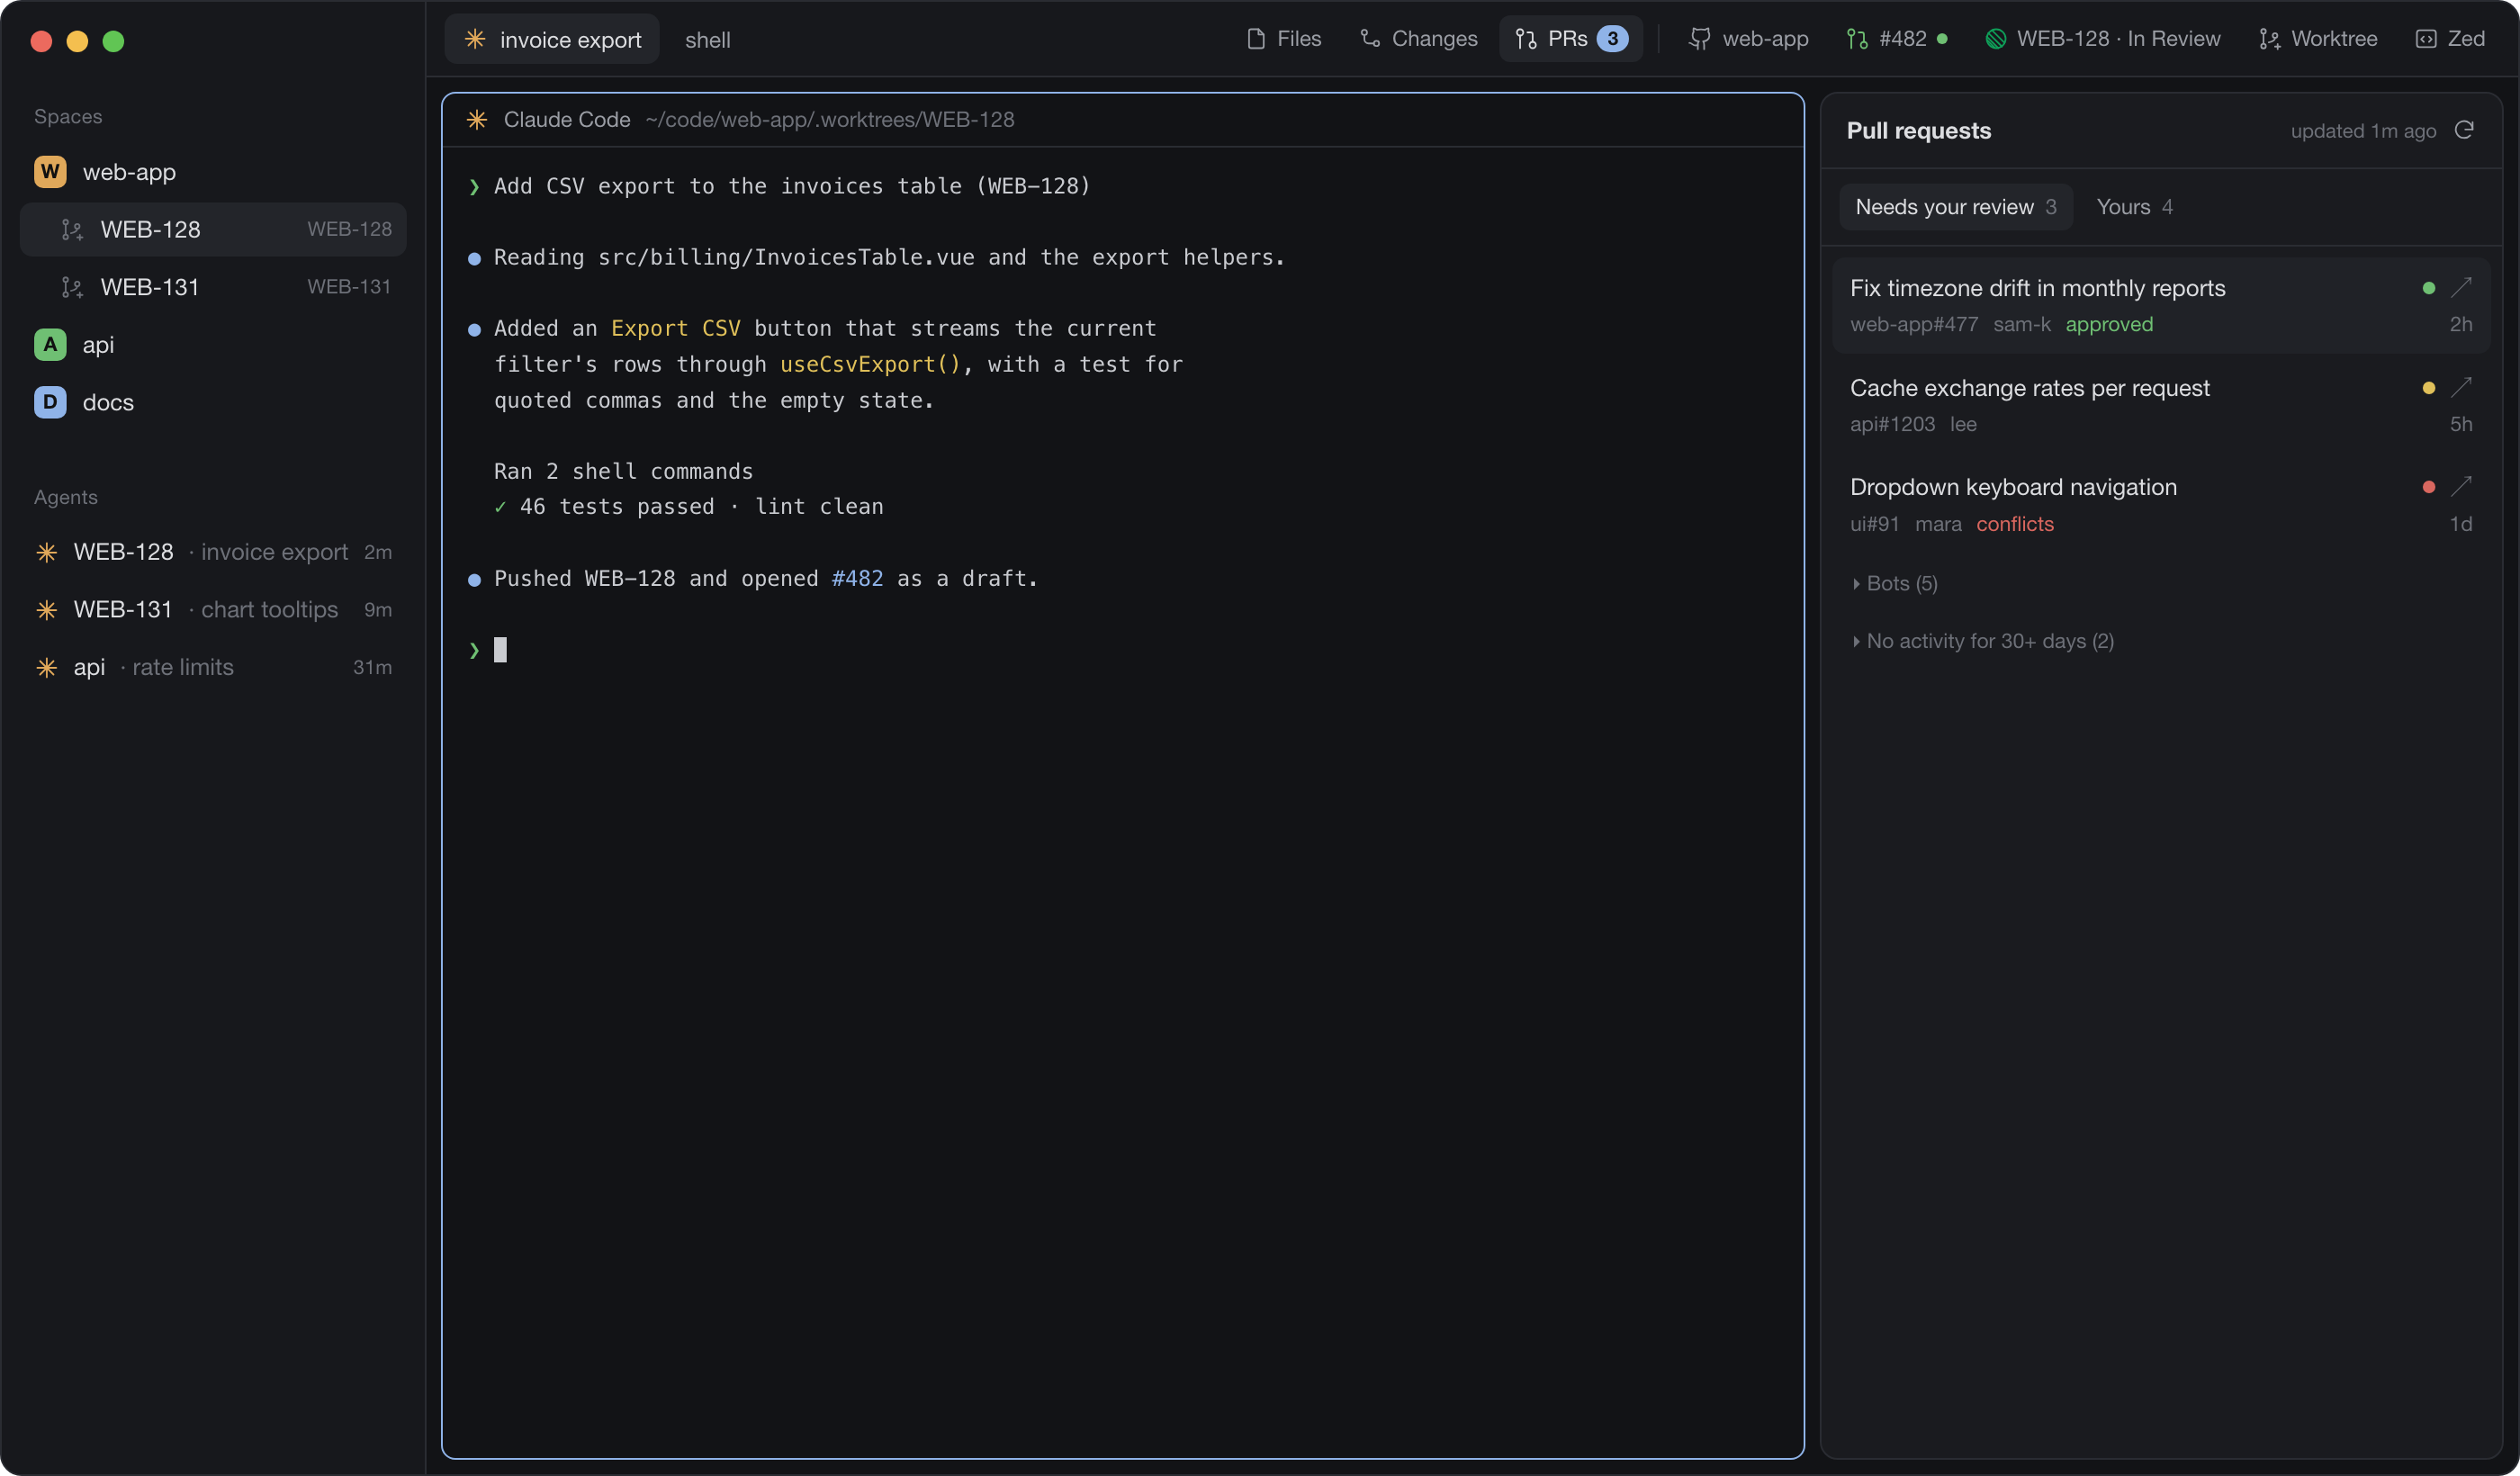 Spaces
W web-app
WEB-128 WEB-128
WEB-131 WEB-131
A api
D docs
Agents
WEB-128 · invoice export 2m
WEB-131 · chart tooltips 9m
api · rate limits 31m
invoice export shell Files Changes PRs 3 web-app #482 WEB-128 · In Review Worktree Zed
Claude Code ~/code/web-app/.worktrees/WEB-128
❯ Add CSV export to the invoices table (WEB-128)
● Reading src/billing/InvoicesTable.vue and the export helpers.
● Added an Export CSV button that streams the current
filter's rows through useCsvExport(), with a test for
quoted commas and the empty state.
Ran 2 shell commands
✓ 46 tests passed · lint clean
● Pushed WEB-128 and opened #482 as a draft.
❯
Pull requests updated 1m ago
Needs your review 3 Yours 4
Fix timezone drift in monthly reports
web-app#477 sam-k approved 2h
Cache exchange rates per request
api#1203 lee 5h
Dropdown keyboard navigation
ui#91 mara conflicts 1d
Bots (5)
No activity for 30+ days (2)